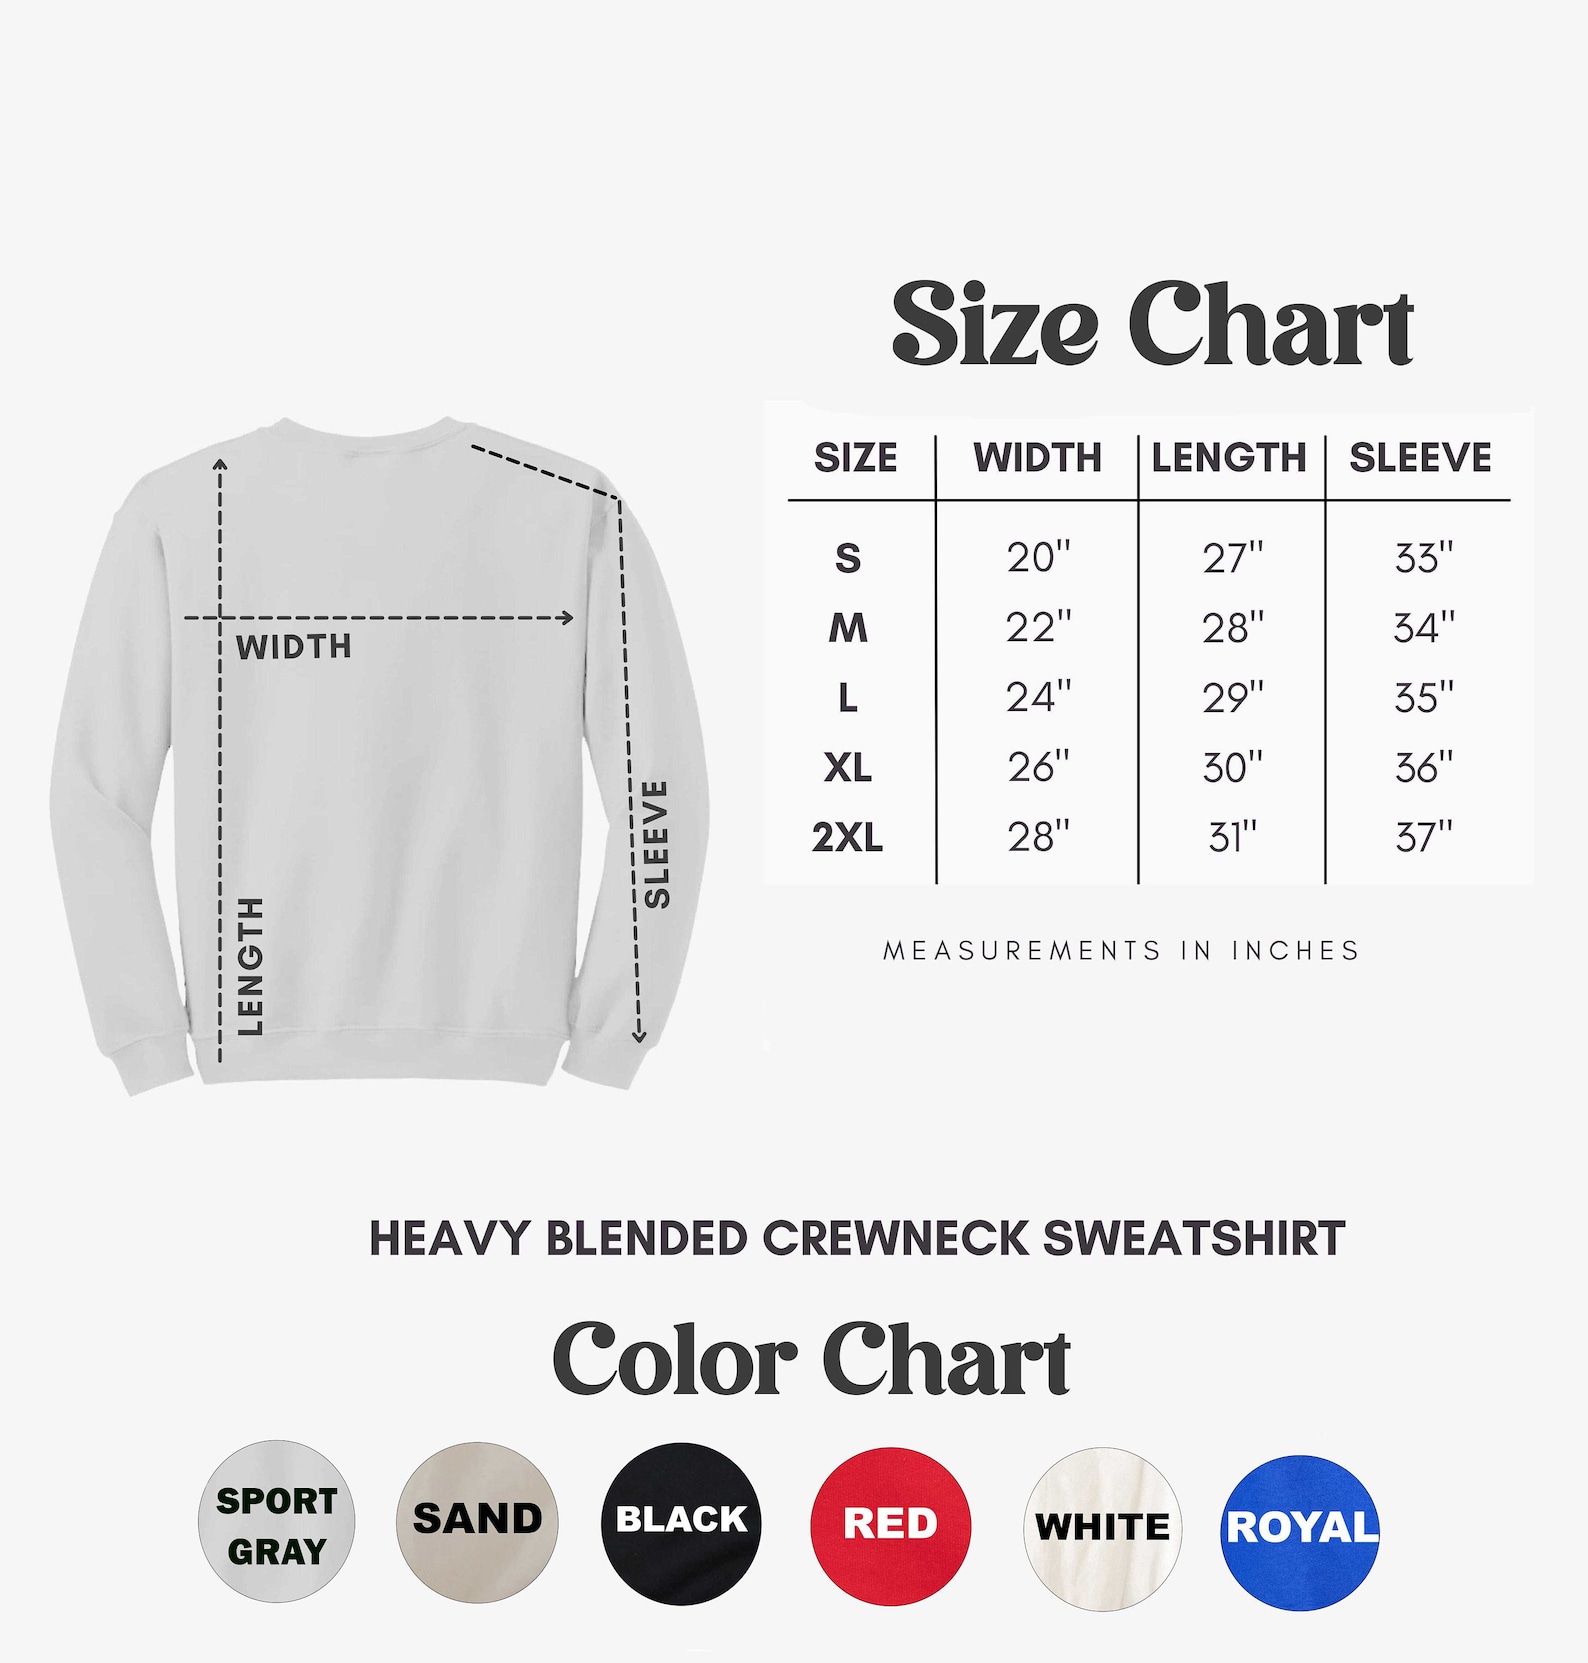 Size Chart
SIZE WIDTH LENGTH SLEEVE
S 20" 27" 33"
M 22" 28" 34"
L 24" 29" 35"
XL 26" 30" 36"
2XL 28" 31" 37"
MEASUREMENTS IN INCHES
WIDTH
LENGTH
SLEEVE
HEAVY BLENDED CREWNECK SWEATSHIRT
Color Chart
SPORT
GRAY
SAND
BLACK
RED
WHITE
ROYAL